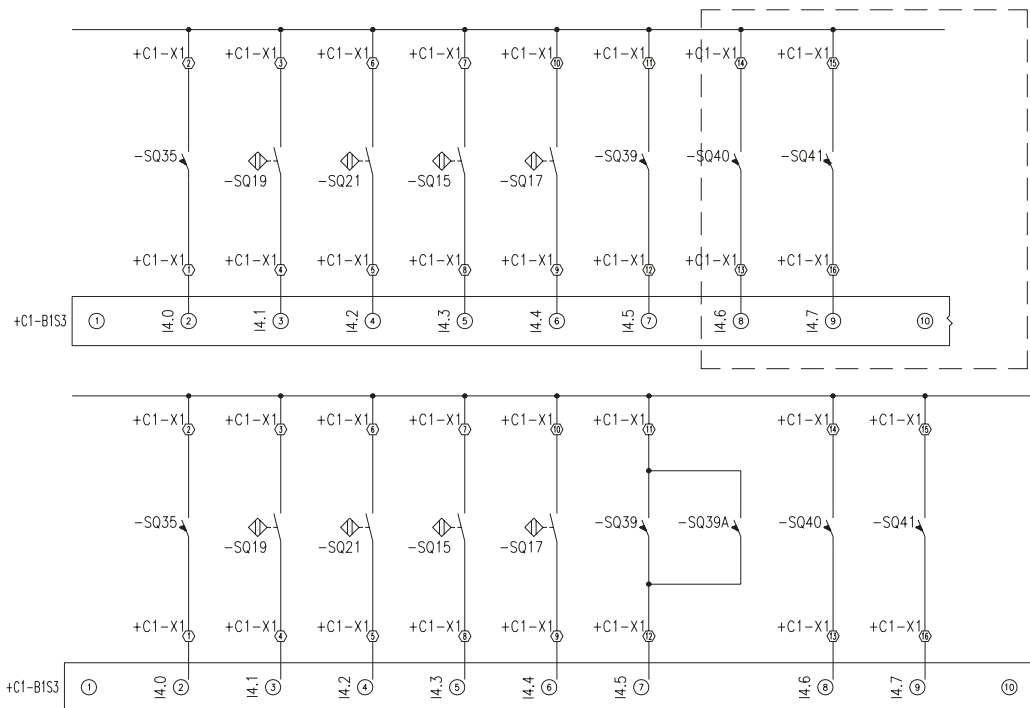 +C1-X1 +C1-X1 +C1-X1 +C1-X1 +C1-X1 +C1-X1 +C1-X1 +C1-X1
2 3 6 7 10 11 14 15
-SQ35 -SQ19 -SQ21 -SQ15 -SQ17 -SQ39 -SQ40 -SQ41
+C1-X1 +C1-X1 +C1-X1 +C1-X1 +C1-X1 +C1-X1 +C1-X1 +C1-X1
1 4 5 8 9 12 13 16
+C1-B1S3 1 I4.0 2 I4.1 3 I4.2 4 I4.3 5 I4.4 6 I4.5 7 I4.6 8 I4.7 9 10
+C1-X1 +C1-X1 +C1-X1 +C1-X1 +C1-X1 +C1-X1 +C1-X1 +C1-X1
2 3 6 7 10 11 14 15
-SQ35 -SQ19 -SQ21 -SQ15 -SQ17 -SQ39 -SQ39A -SQ40 -SQ41
+C1-X1 +C1-X1 +C1-X1 +C1-X1 +C1-X1 +C1-X1 +C1-X1 +C1-X1
1 4 5 8 9 12 13 16
+C1-B1S3 1 I4.0 2 I4.1 3 I4.2 4 I4.3 5 I4.4 6 I4.5 7 I4.6 8 I4.7 9 10